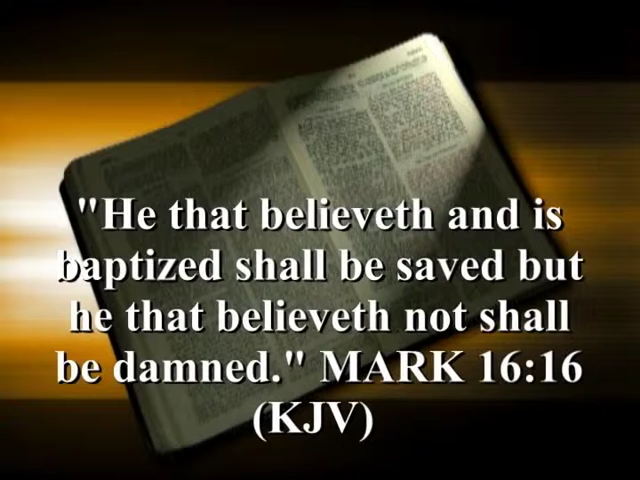 "He that believeth and is
baptized shall be saved but
he that believeth not shall
be damned." MARK 16:16
(KJV)